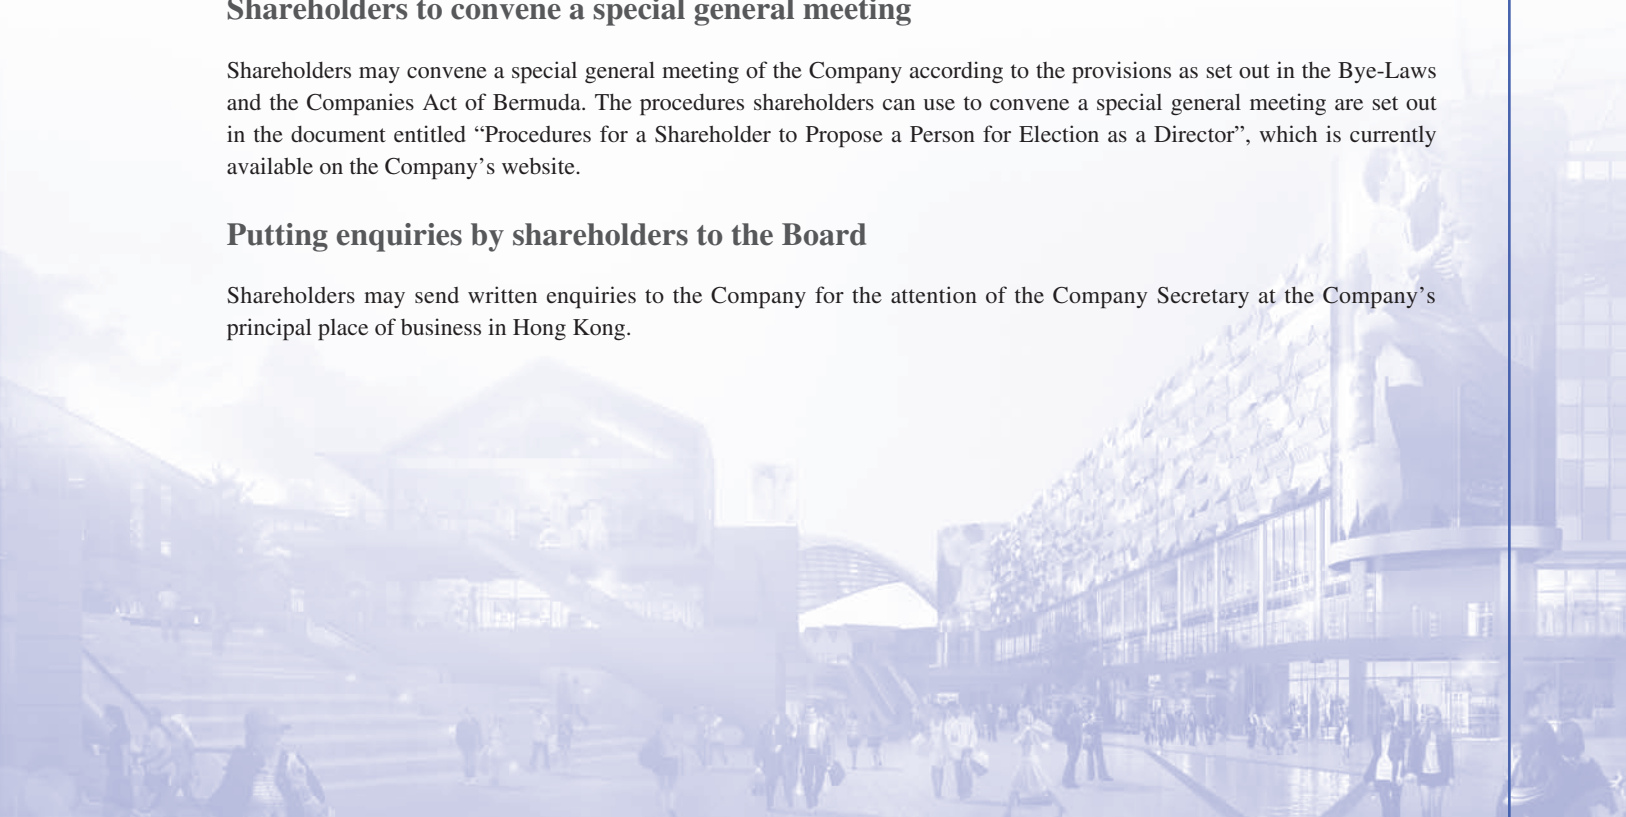 Shareholders to convene a special general meeting
Shareholders may convene a special general meeting of the Company according to the provisions as set out in the Bye-Laws
and the Companies Act of Bermuda. The procedures shareholders can use to convene a special general meeting are set out
in the document entitled “Procedures for a Shareholder to Propose a Person for Election as a Director”, which is currently
available on the Company’s website.
Putting enquiries by shareholders to the Board
Shareholders may send written enquiries to the Company for the attention of the Company Secretary at the Company’s
principal place of business in Hong Kong.